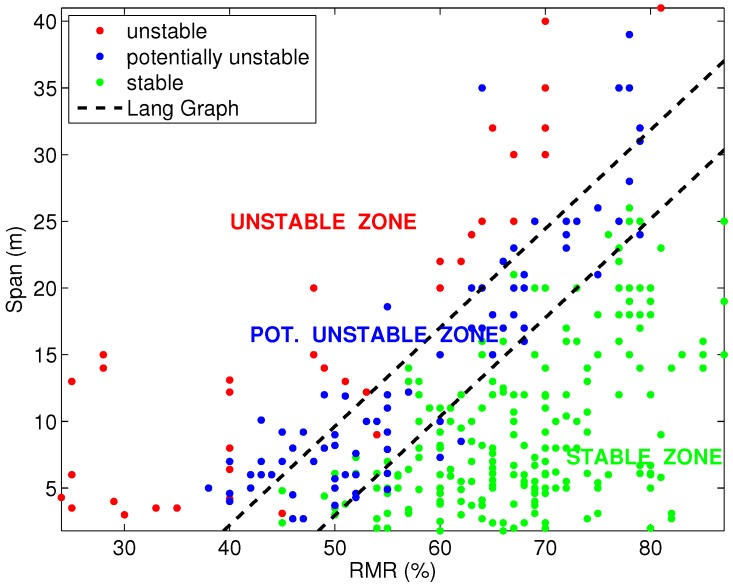 40
35
30
25
20
15
10
5
Span (m)
unstable
potentially unstable
stable
Lang Graph
UNSTABLE ZONE
POT. UNSTABLE ZONE
STABLE ZONE
30 40 50 60 70 80
RMR (%)